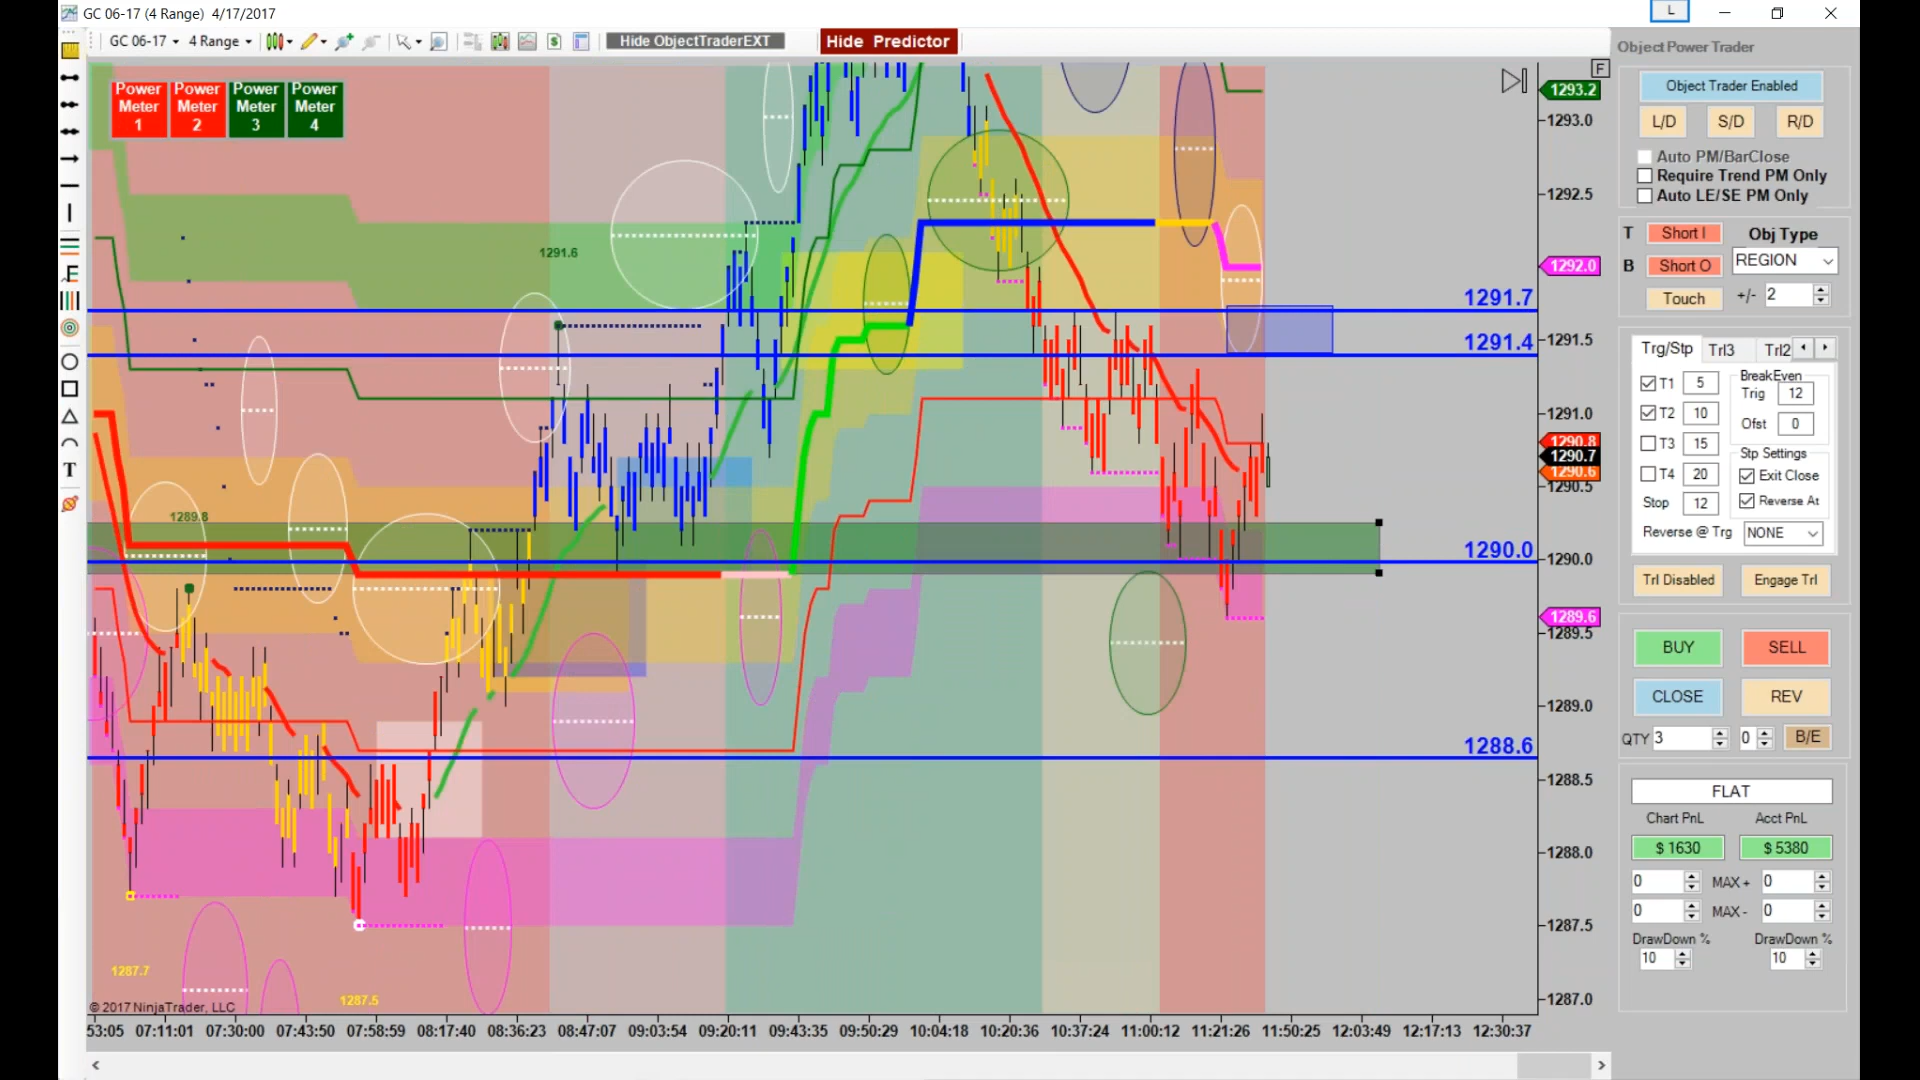 GC 06-17 (4 Range)  4/17/2017
L
GC 06-17
4 Range
Hide ObjectTraderEXT
Hide Predictor
Object Power Trader
Power Meter 1
Power Meter 2
Power Meter 3
Power Meter 4
F
1293.2
1293.0
1292.5
1292.0
1291.7
1291.4
1291.5
1291.0
1290.8
1290.7
1290.6
1290.5
1290.0
1290.0
1289.6
1289.5
1289.0
1288.6
1288.5
1288.0
1287.5
1287.0
1291.6
1289.8
1287.7
1287.5
© 2017 NinjaTrader, LLC
53:05 07:11:01 07:30:00 07:43:50 07:58:59 08:17:40 08:36:23 08:47:07 09:03:54 09:20:11 09:43:35 09:50:29 10:04:18 10:20:36 10:37:24 11:00:12 11:21:26 11:50:25 12:03:49 12:17:13 12:30:37
Object Trader Enabled
L/D S/D R/D
Auto PM/BarClose
Require Trend PM Only
Auto LE/SE PM Only
T Short I Obj Type
B Short O REGION
Touch +/- 2
Trg/Stp Trl3 Trl2
T1 5
T2 10
T3 15
T4 20
Stop 12
BreakEven
Trig 12
Ofst 0
Stp Settings
Exit Close
Reverse At
Reverse @ Trg NONE
Trl Disabled Engage Trl
BUY SELL
CLOSE REV
QTY 3 0 B/E
FLAT
Chart PnL Acct PnL
$ 1630 $ 5380
0 MAX + 0
0 MAX - 0
DrawDown % DrawDown %
10 10
T